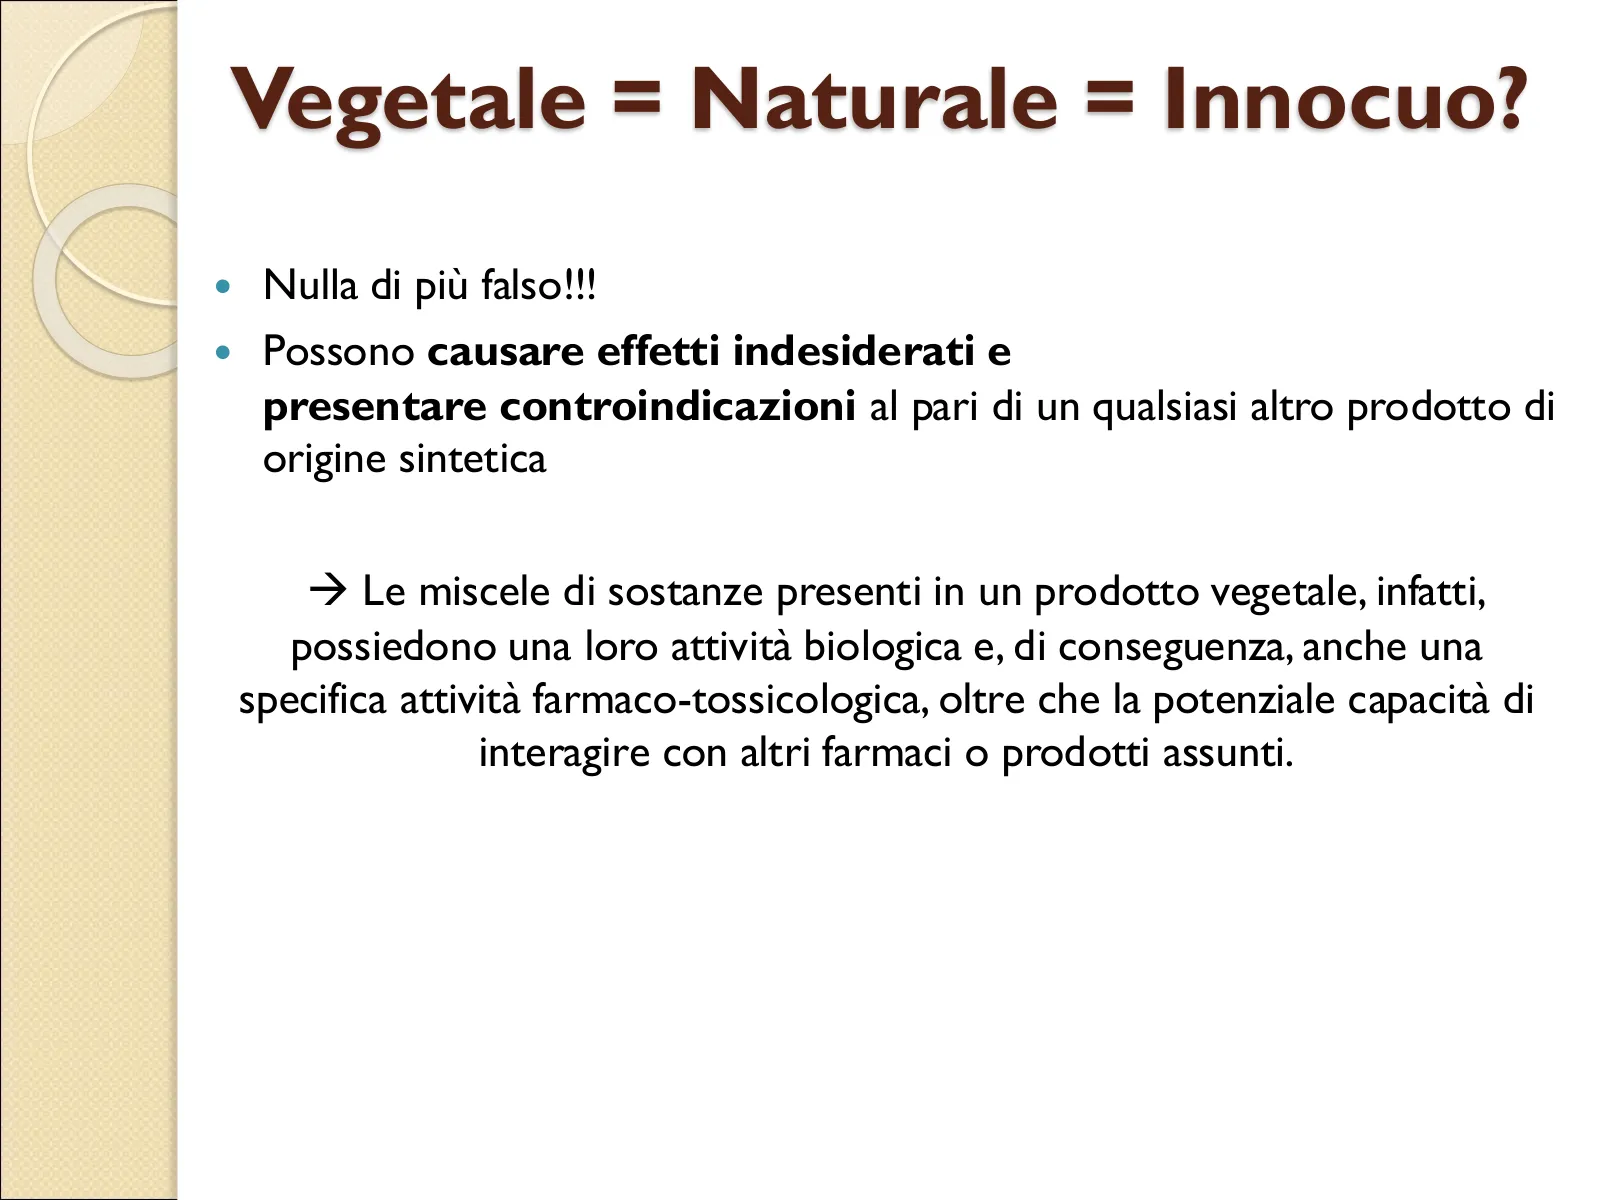 Vegetale = Naturale = Innocuo?
• Nulla di più falso!!!
• Possono causare effetti indesiderati e
presentare controindicazioni al pari di un qualsiasi altro prodotto di
origine sintetica
→ Le miscele di sostanze presenti in un prodotto vegetale, infatti,
possiedono una loro attività biologica e, di conseguenza, anche una
specifica attività farmaco-tossicologica, oltre che la potenziale capacità di
interagire con altri farmaci o prodotti assunti.